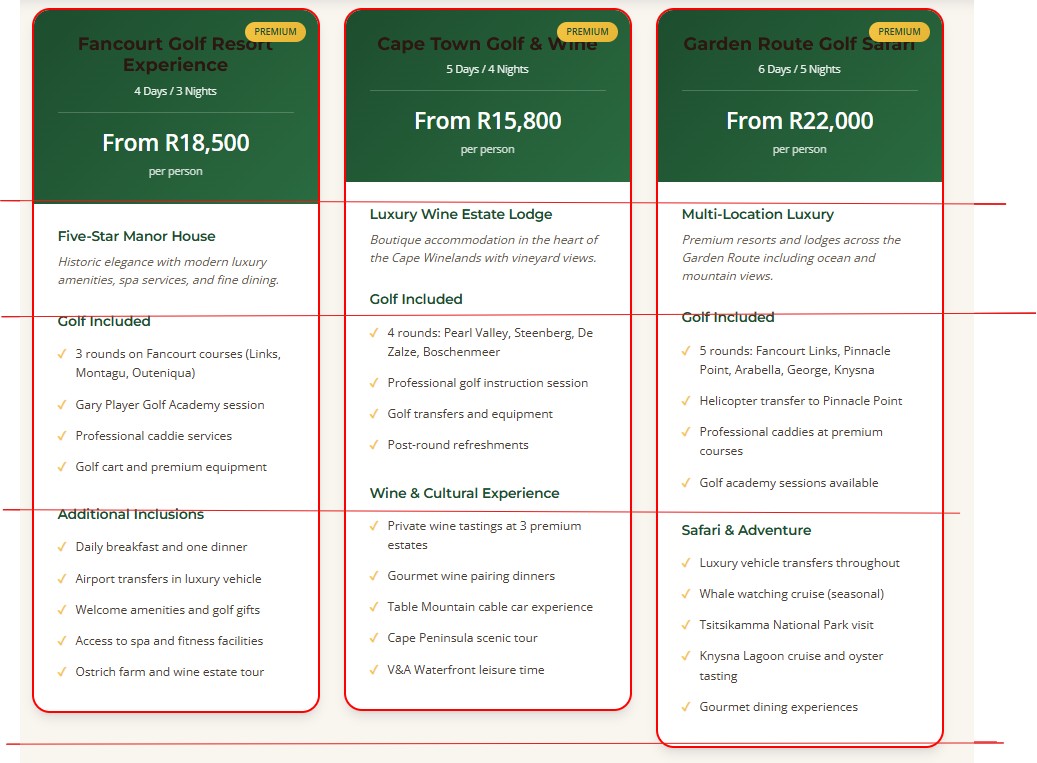 PREMIUM
Fancourt Golf Resort
Experience
4 Days / 3 Nights
From R18,500
per person
Five-Star Manor House
Historic elegance with modern luxury
amenities, spa services, and fine dining.
Golf Included
✓ 3 rounds on Fancourt courses (Links,
Montagu, Outeniqua)
✓ Gary Player Golf Academy session
✓ Professional caddie services
✓ Golf cart and premium equipment
Additional Inclusions
✓ Daily breakfast and one dinner
✓ Airport transfers in luxury vehicle
✓ Welcome amenities and golf gifts
✓ Access to spa and fitness facilities
✓ Ostrich farm and wine estate tour
PREMIUM
Cape Town Golf & Wine
5 Days / 4 Nights
From R15,800
per person
Luxury Wine Estate Lodge
Boutique accommodation in the heart of
the Cape Winelands with vineyard views.
Golf Included
✓ 4 rounds: Pearl Valley, Steenberg, De
Zalze, Boschenmeer
✓ Professional golf instruction session
✓ Golf transfers and equipment
✓ Post-round refreshments
Wine & Cultural Experience
✓ Private wine tastings at 3 premium
estates
✓ Gourmet wine pairing dinners
✓ Table Mountain cable car experience
✓ Cape Peninsula scenic tour
✓ V&A Waterfront leisure time
PREMIUM
Garden Route Golf Safari
6 Days / 5 Nights
From R22,000
per person
Multi-Location Luxury
Premium resorts and lodges across the
Garden Route including ocean and
mountain views.
Golf Included
✓ 5 rounds: Fancourt Links, Pinnacle
Point, Arabella, George, Knysna
✓ Helicopter transfer to Pinnacle Point
✓ Professional caddies at premium
courses
✓ Golf academy sessions available
Safari & Adventure
✓ Luxury vehicle transfers throughout
✓ Whale watching cruise (seasonal)
✓ Tsitsikamma National Park visit
✓ Knysna Lagoon cruise and oyster
tasting
✓ Gourmet dining experiences